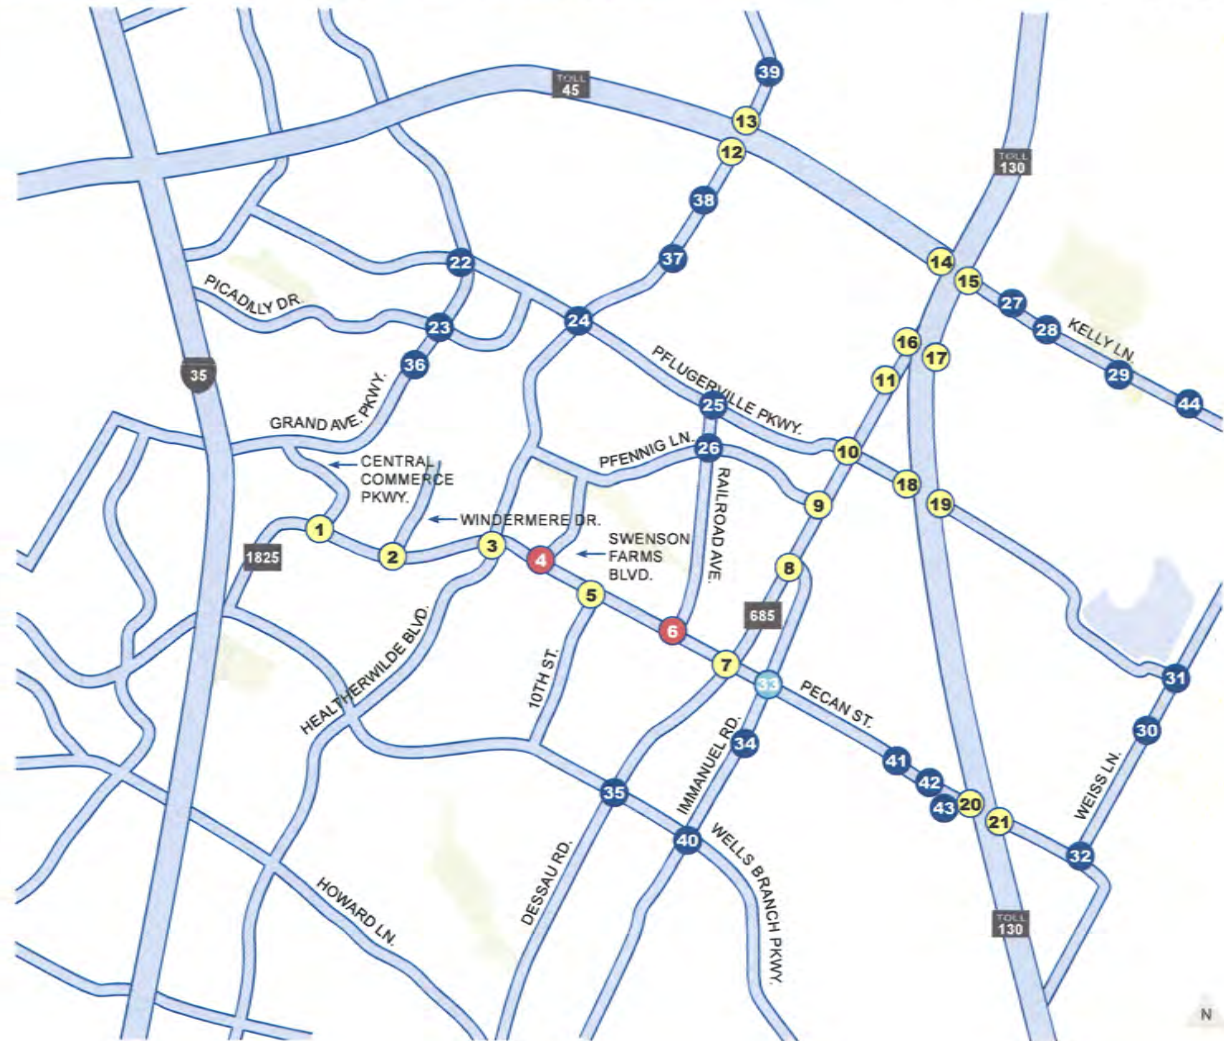 39
TOLL
45
13
12
TOLL
130
38
22
37
14
15
PICADILLY DR.
27
24
23
28
KELLY LN.
16
17
36
35
PFLUGERVILLE PKWY.
11
29
44
25
GRAND AVE. PKWY.
PFENNIG LN.
26
10
CENTRAL
COMMERCE
PKWY.
RAILROAD AVE.
18
19
9
WINDERMERE DR.
1
2
3
4
SWENSON
FARMS
BLVD.
1825
8
5
685
6
HEALTHERWILDE BLVD.
10TH ST.
7
33
PECAN ST.
31
30
34
IMMANUEL RD.
41
42
43
20
21
WEISS LN.
35
40
32
WELLS BRANCH PKWY.
DESSAU RD.
HOWARD LN.
TOLL
130
N